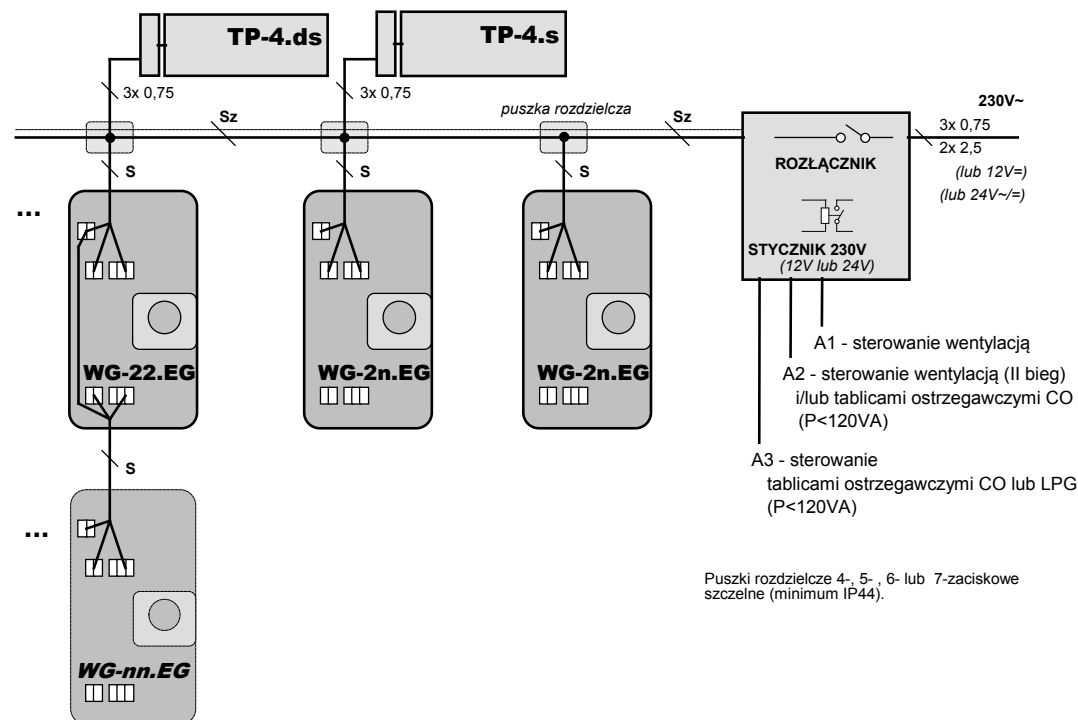 TP-4.ds
TP-4.s
3x 0,75
3x 0,75
Sz
puszka rozdzielcza
Sz
230V~
3x 0,75
2x 2,5
(lub 12V=)
(lub 24V~/=)
ROZŁĄCZNIK
S
S
S
...
STYCZNIK 230V
(12V lub 24V)
A1 - sterowanie wentylacją
WG-22.EG
WG-2n.EG
WG-2n.EG
A2 - sterowanie wentylacją (II bieg)
i/lub tablicami ostrzegawczymi CO
(P<120VA)
S
A3 - sterowanie
tablicami ostrzegawczymi CO lub LPG
(P<120VA)
...
Puszki rozdzielcze 4-, 5- , 6- lub 7-zaciskowe
szczelne (minimum IP44).
WG-nn.EG